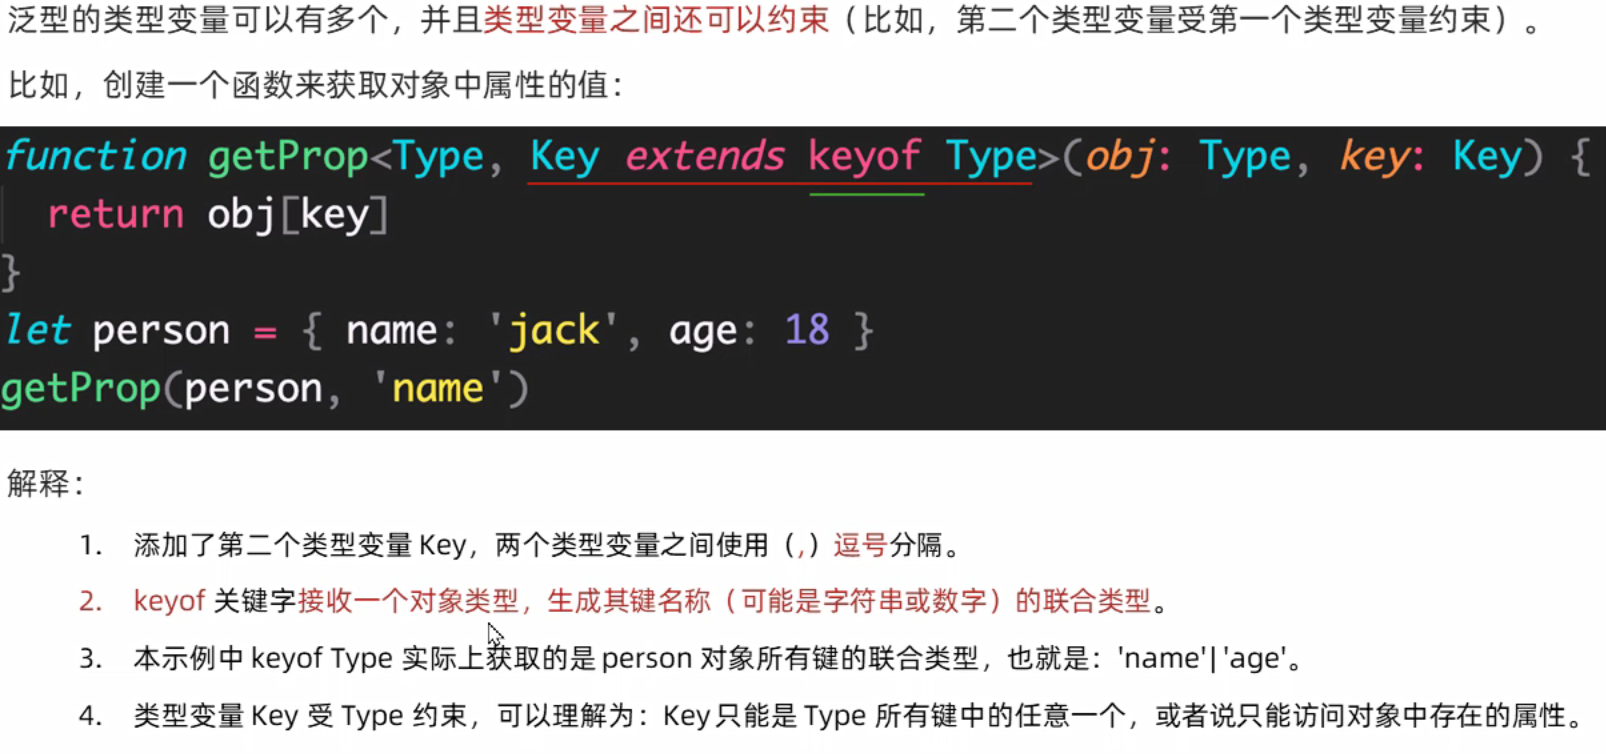 泛型的类型变量可以有多个，并且类型变量之间还可以约束（比如，第二个类型变量受第一个类型变量约束）。
比如，创建一个函数来获取对象中属性的值：
function getProp<Type, Key extends keyof Type>(obj: Type, key: Key) {
  return obj[key]
}
let person = { name: 'jack', age: 18 }
getProp(person, 'name')
解释：
1. 添加了第二个类型变量 Key，两个类型变量之间使用（,）逗号分隔。
2. keyof 关键字接收一个对象类型，生成其键名称（可能是字符串或数字）的联合类型。
3. 本示例中 keyof Type 实际上获取的是 person 对象所有键的联合类型，也就是：'name'| 'age'。
4. 类型变量 Key 受 Type 约束，可以理解为：Key 只能是 Type 所有键中的任意一个，或者说只能访问对象中存在的属性。